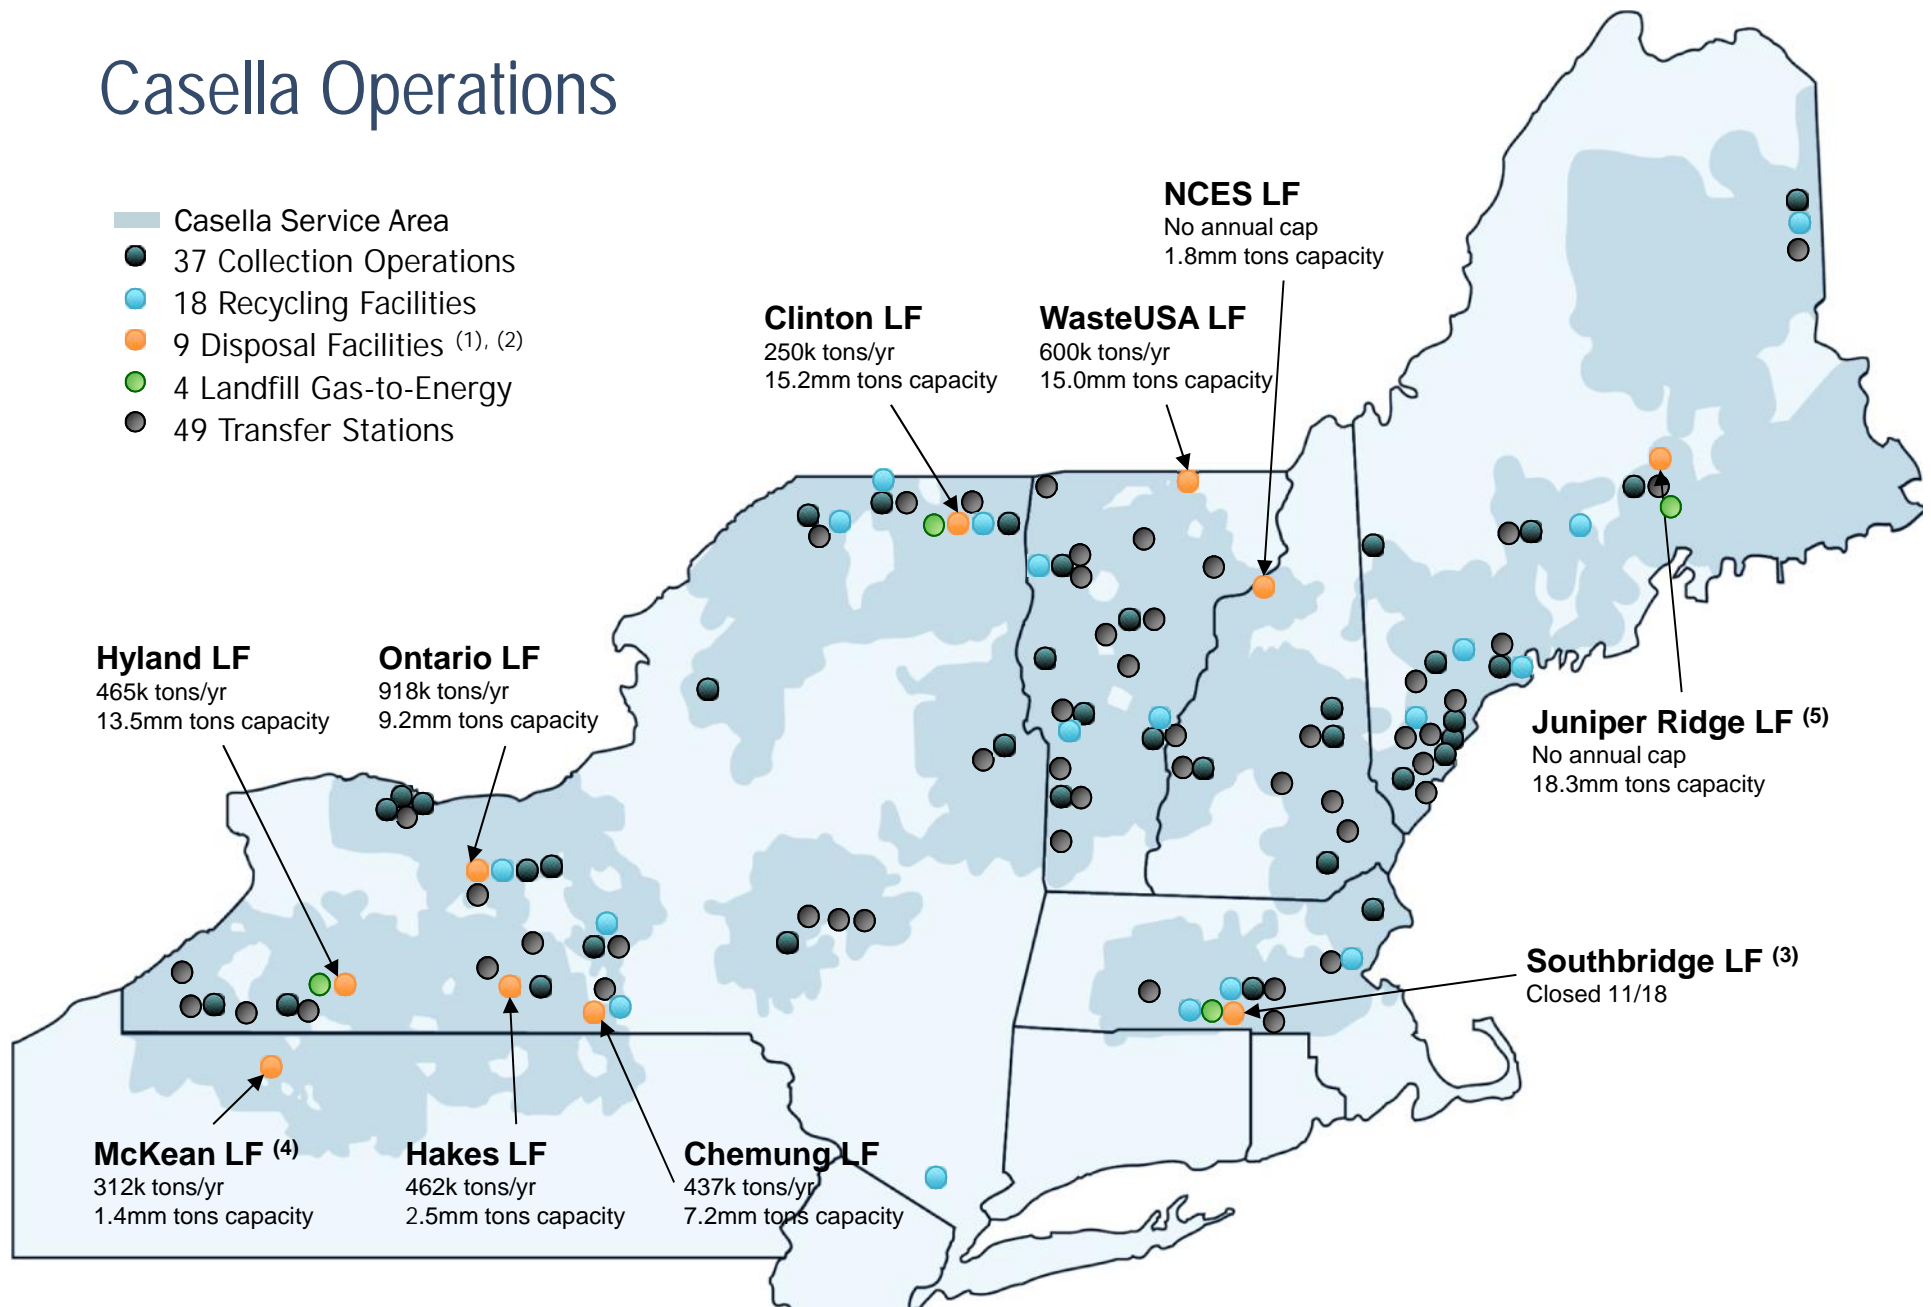 Casella Operations
Casella Service Area
37 Collection Operations
18 Recycling Facilities
9 Disposal Facilities (1), (2)
4 Landfill Gas-to-Energy
49 Transfer Stations
NCES LF
No annual cap
1.8mm tons capacity
Clinton LF
250k tons/yr
15.2mm tons capacity
WasteUSA LF
600k tons/yr
15.0mm tons capacity
Hyland LF
465k tons/yr
13.5mm tons capacity
Ontario LF
918k tons/yr
9.2mm tons capacity
Juniper Ridge LF (5)
No annual cap
18.3mm tons capacity
Southbridge LF (3)
Closed 11/18
McKean LF (4)
312k tons/yr
1.4mm tons capacity
Hakes LF
462k tons/yr
2.5mm tons capacity
Chemung LF
437k tons/yr
7.2mm tons capacity